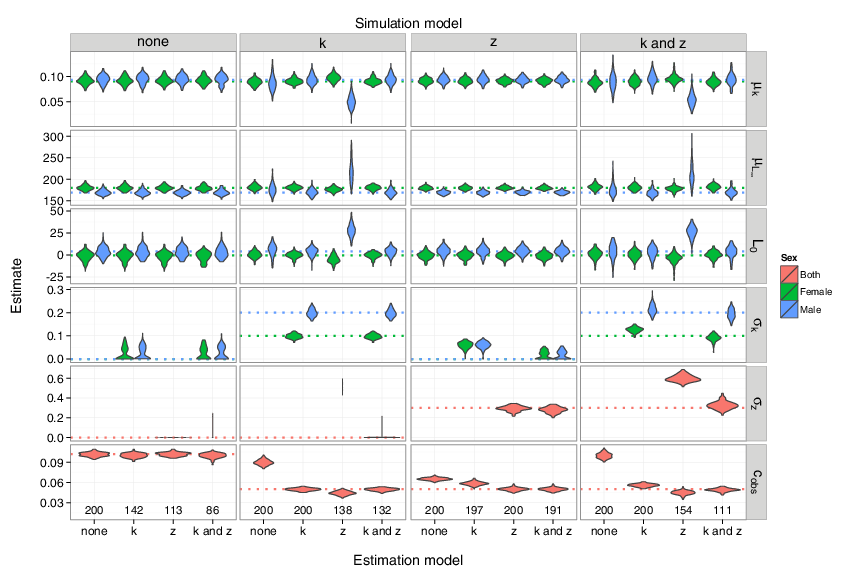 Simulation model
none k z k and z
0.10
0.05
μk
300
250
200
150
μL∞
50
25
0
-25
L0
0.3
0.2
0.1
0.0
σk
0.6
0.4
0.2
0.0
σz
0.09
0.06
0.03
cobs
200 142 113 86 200 200 138 132 200 197 200 191 200 200 154 111
none k z k and z none k z k and z none k z k and z none k z k and z
Estimation model
Estimate
Sex
Both
Female
Male